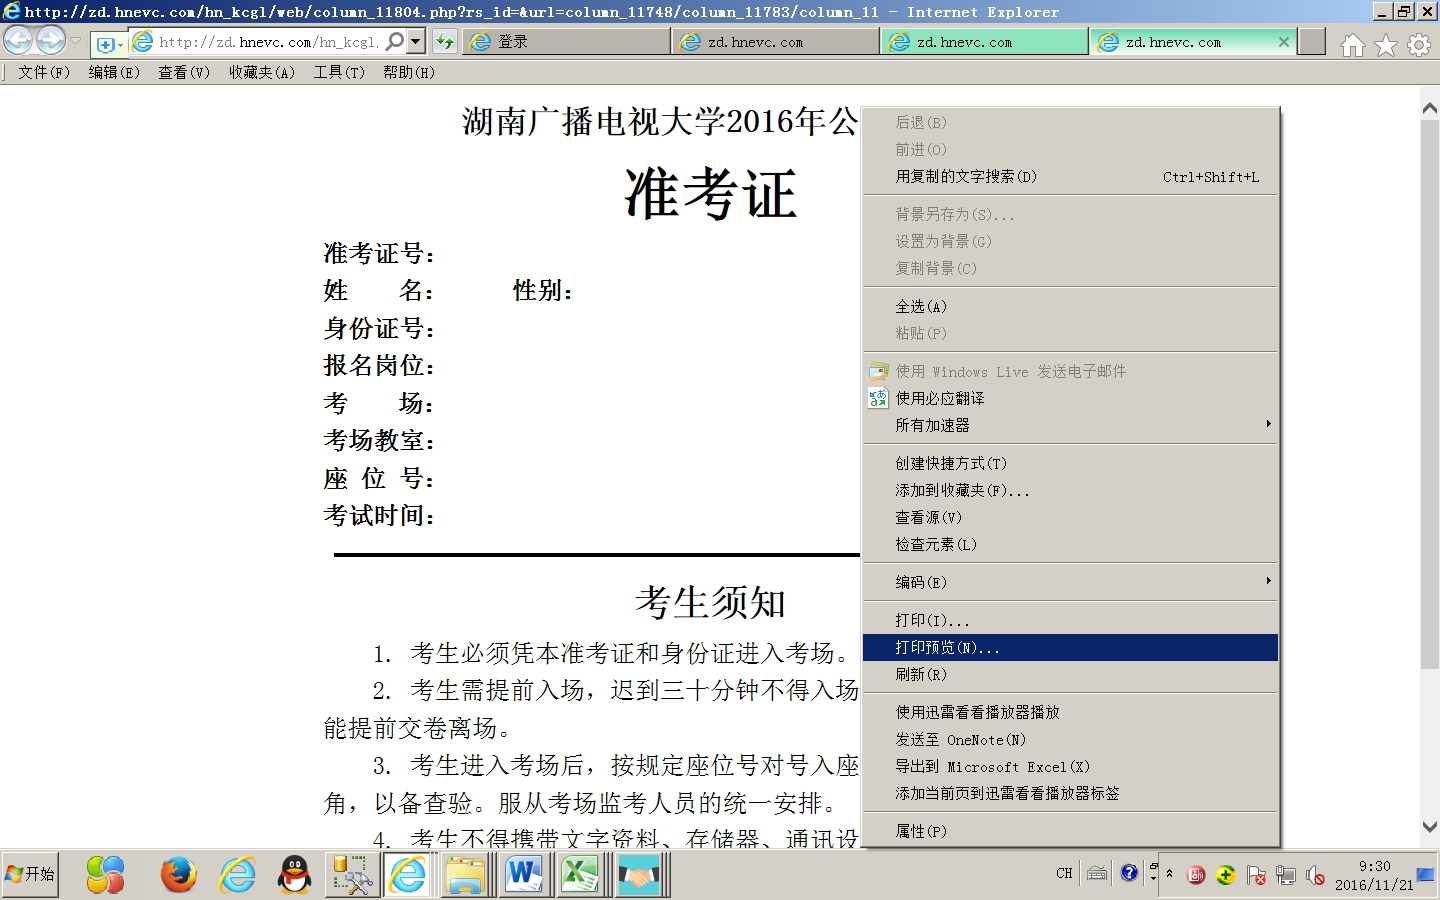 http://zd.hnevc.com/hn_kcgl/web/column_11804.php?rs_id=&url=column_11748/column_11783/column_11 - Internet Explorer
http://zd.hnevc.com/hn_kcgl.
登录
zd.hnevc.com
zd.hnevc.com
zd.hnevc.com
文件(F) 编辑(E) 查看(V) 收藏夹(A) 工具(T) 帮助(H)
湖南广播电视大学2016年公
准考证
准考证号：
姓 名： 性别：
身份证号：
报名岗位：
考 场：
考场教室：
座 位 号：
考试时间：
考生须知
1. 考生必须凭本准考证和身份证进入考场。
2. 考生需提前入场，迟到三十分钟不得入场
能提前交卷离场。
3. 考生进入考场后，按规定座位号对号入座
角，以备查验。服从考场监考人员的统一安排。
4. 考生不得携带文字资料、存储器、通讯设
后退(B)
前进(O)
用复制的文字搜索(D) Ctrl+Shift+L
背景另存为(S)...
设置为背景(G)
复制背景(C)
全选(A)
粘贴(P)
使用 Windows Live 发送电子邮件
使用必应翻译
所有加速器
创建快捷方式(T)
添加到收藏夹(F)...
查看源(V)
检查元素(L)
编码(E)
打印(I)...
打印预览(N)...
刷新(R)
使用迅雷看看播放器播放
发送至 OneNote(N)
导出到 Microsoft Excel(X)
添加当前页到迅雷看看播放器标签
属性(P)
开始
CH
9:30
2016/11/21